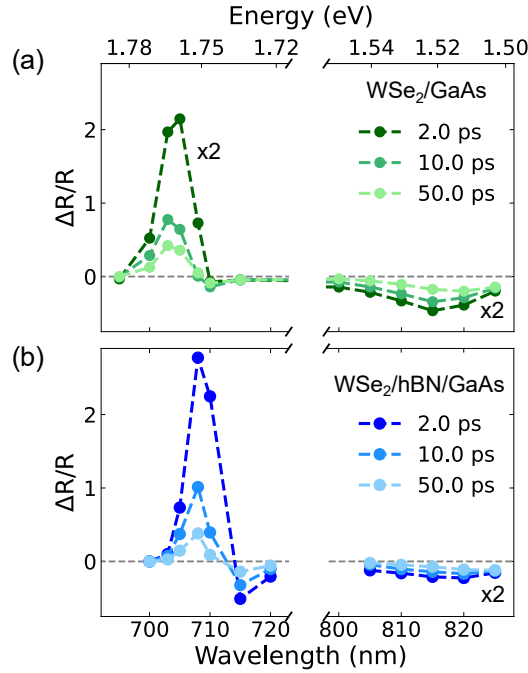 Energy (eV)
1.78 1.75 1.72 1.54 1.52 1.50
(a)
WSe₂/GaAs
2.0 ps
10.0 ps
50.0 ps
x2
x2
ΔR/R
2
1
0
(b)
WSe₂/hBN/GaAs
2.0 ps
10.0 ps
50.0 ps
x2
ΔR/R
2
1
0
700 710 720 800 810 820
Wavelength (nm)